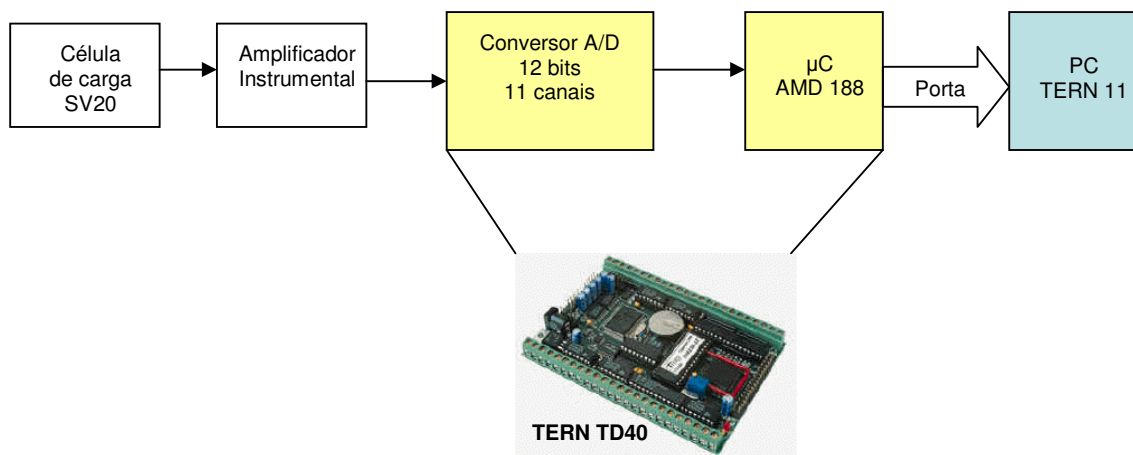 Célula
de carga
SV20
Amplificador
Instrumental
Conversor A/D
12 bits
11 canais
µC
AMD 188
Porta
PC
TERN 11
TERN TD40